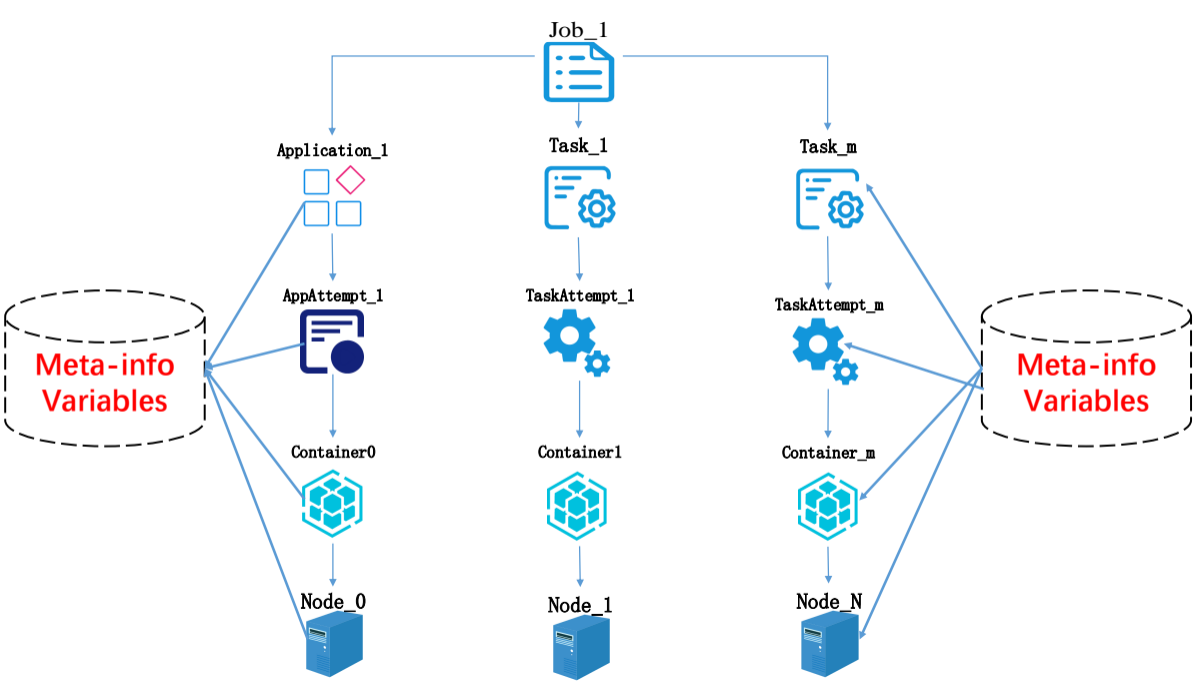 Job_1
Application_1
Task_1
Task_m
AppAttempt_1
TaskAttempt_1
TaskAttempt_m
Meta-info
Variables
Meta-info
Variables
Container0
Container1
Container_m
Node_0
Node_1
Node_N